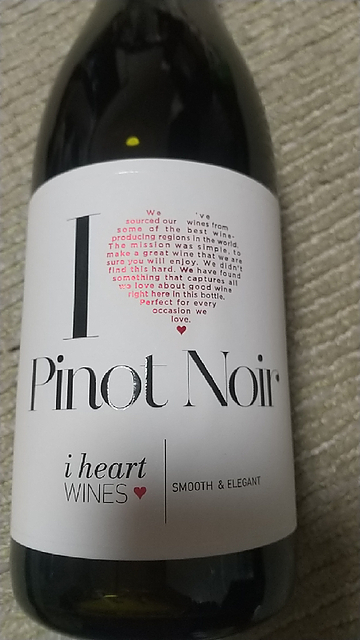 I
We 've
sourced our wines from
some of the best wine-
producing regions in the world.
The mission was simple, to
make a great wine that we are
sure you will enjoy. We didn't
find this hard. We have found
something that captures all
we love about good wine
right here in this bottle.
Perfect for every
occasion we
love.
Pinot Noir
i heart
WINES
SMOOTH & ELEGANT